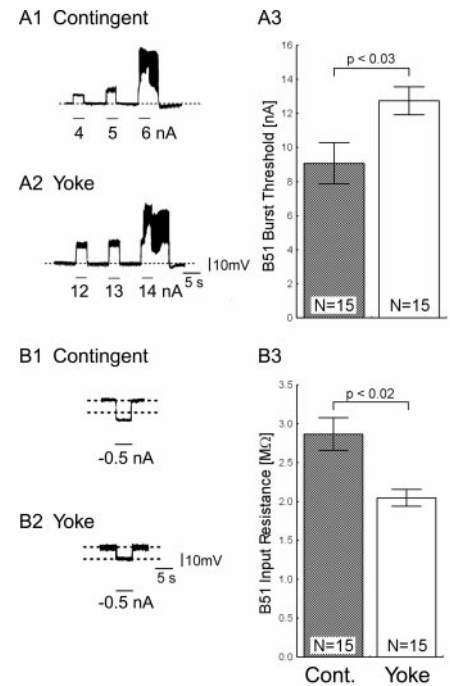 A1 Contingent
4 5 6 nA
A2 Yoke
10mV
5 s
12 13 14 nA
A3
p < 0.03
B51 Burst Threshold [nA]
16
14
12
10
8
6
4
2
0
N=15 N=15
B1 Contingent
-0.5 nA
B2 Yoke
10mV
5 s
-0.5 nA
B3
p < 0.02
B51 Input Resistance [MΩ]
3.5
3.0
2.5
2.0
1.5
1.0
0.5
0.0
N=15 N=15
Cont. Yoke